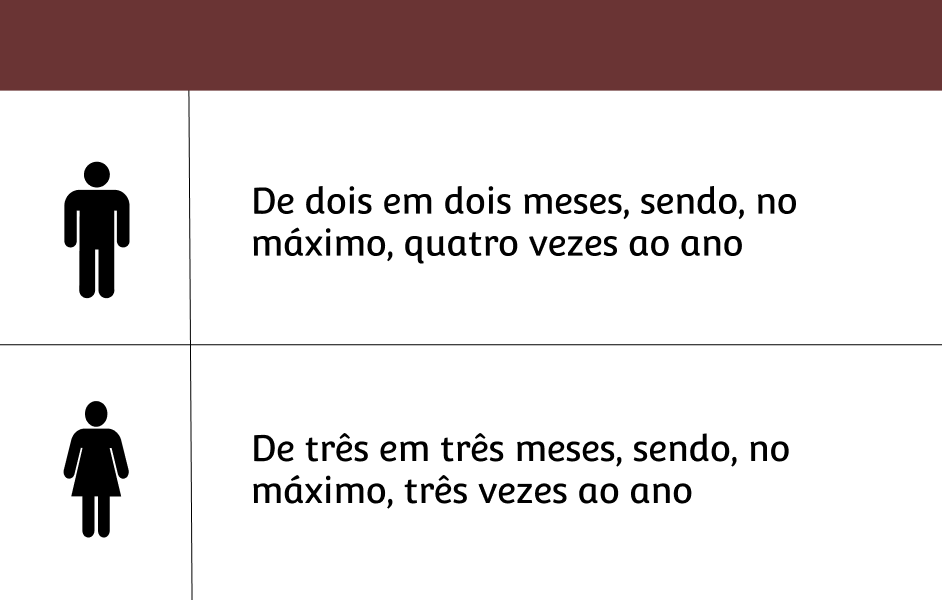 De dois em dois meses, sendo, no
máximo, quatro vezes ao ano
De três em três meses, sendo, no
máximo, três vezes ao ano